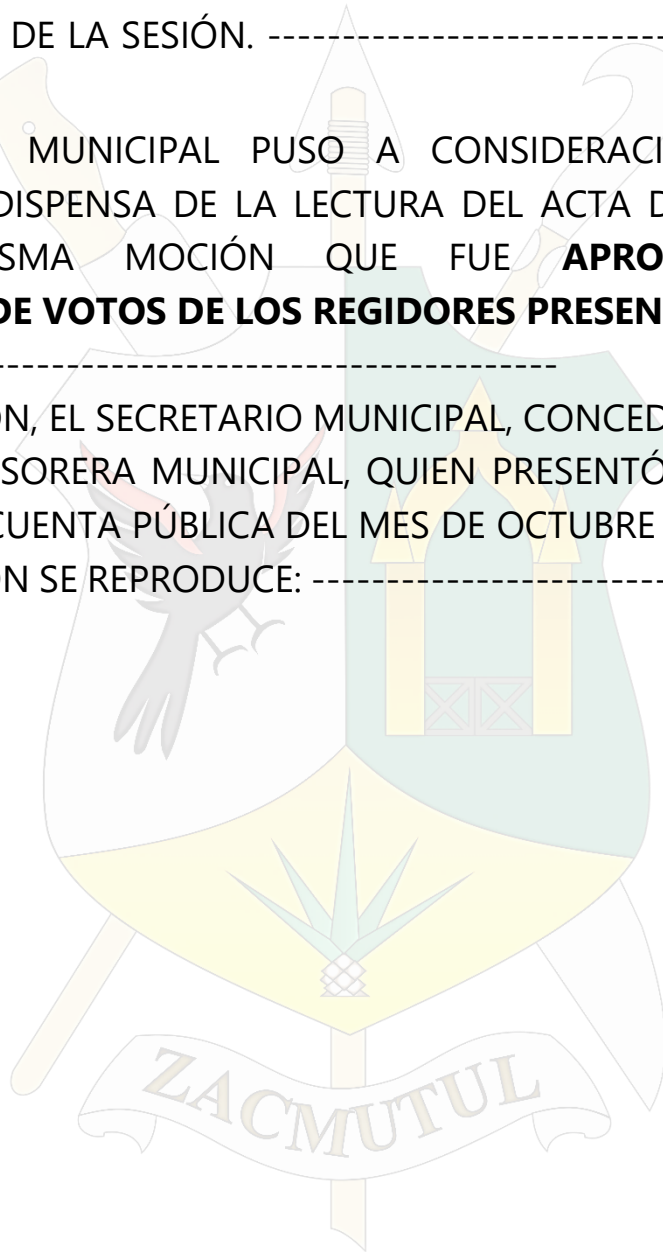 DE LA SESIÓN. --------------------------
MUNICIPAL PUSO A CONSIDERACI
DISPENSA DE LA LECTURA DEL ACTA D
SMA MOCIÓN QUE FUE APRO
DE VOTOS DE LOS REGIDORES PRESEN
-------------------------------------
ÓN, EL SECRETARIO MUNICIPAL, CONCED
SORERA MUNICIPAL, QUIEN PRESENTÓ
CUENTA PÚBLICA DEL MES DE OCTUBRE
ÓN SE REPRODUCE: -----------------------
ZACMUTUL